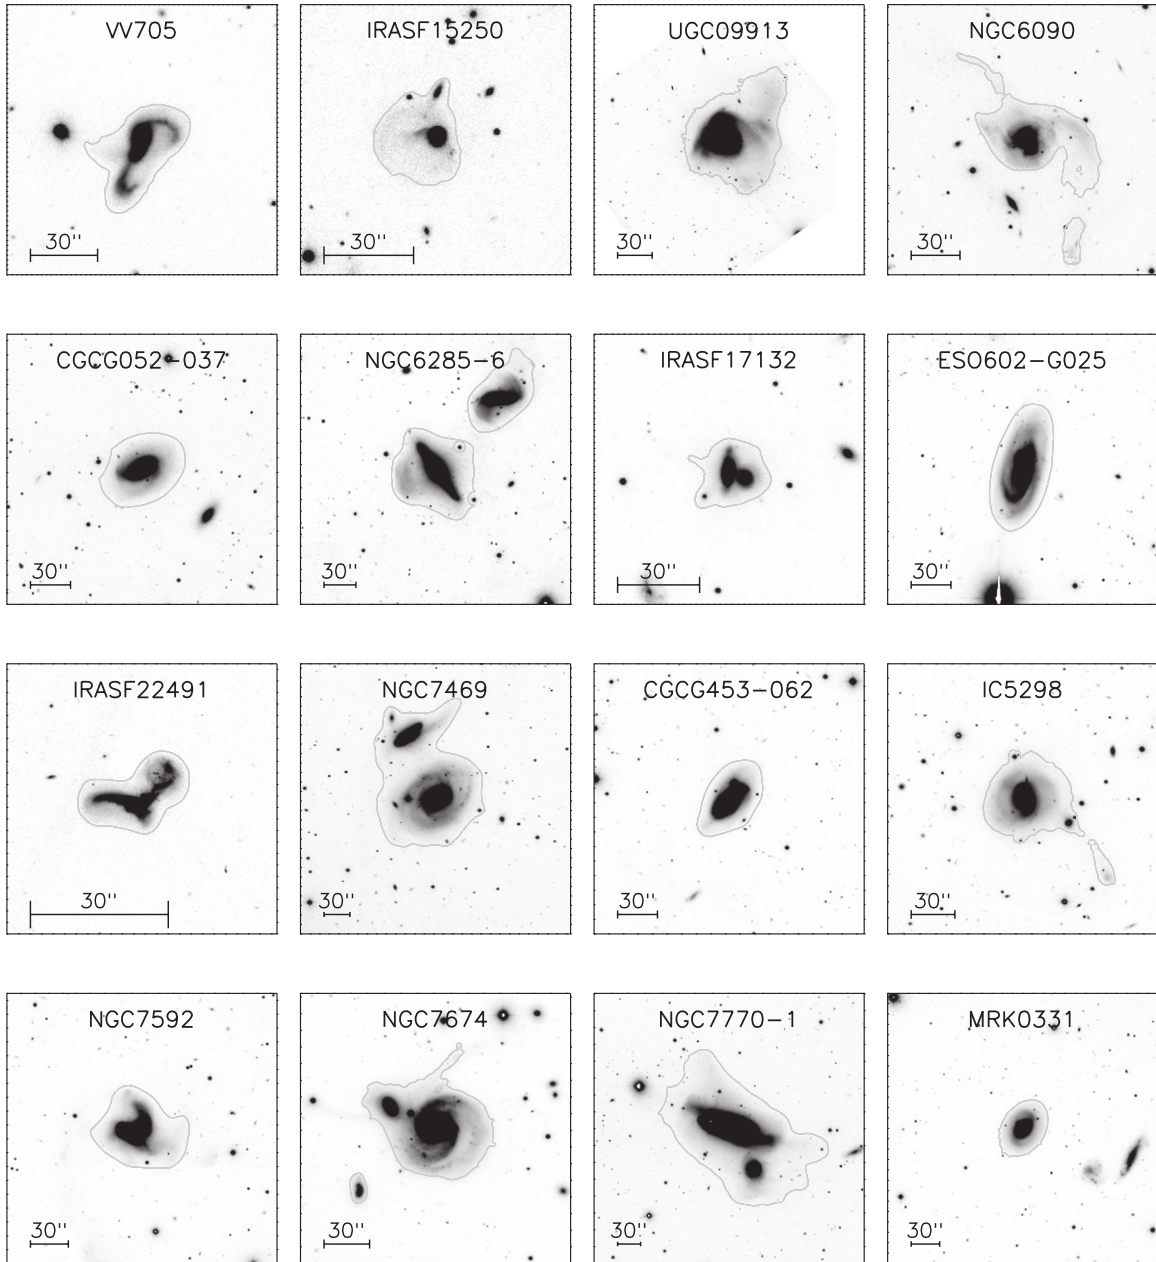 VV705
30''
IRASF15250
30''
UGC09913
30''
NGC6090
30''
CGCG052-037
30''
NGC6285-6
30''
IRASF17132
30''
ESO602-G025
30''
IRASF22491
30''
NGC7469
30''
CGCG453-062
30''
IC5298
30''
NGC7592
30''
NGC7674
30''
NGC7770-1
30''
MRK0331
30''